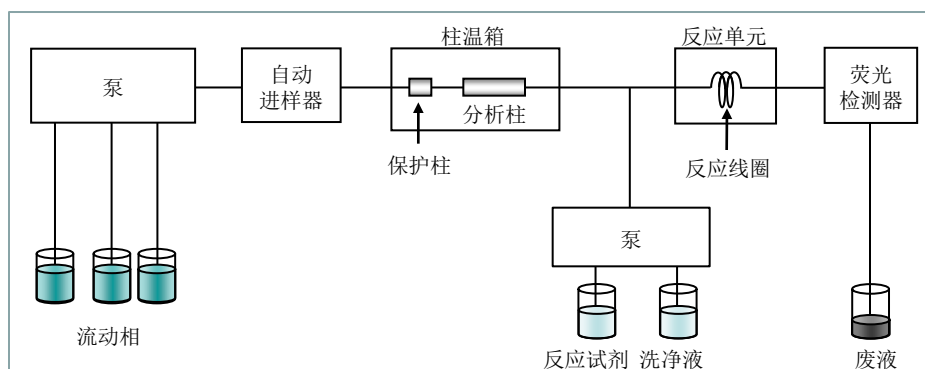 柱温箱
反应单元
泵
自动
进样器
荧光
检测器
分析柱
保护柱
反应线圈
泵
流动相
反应试剂
洗净液
废液